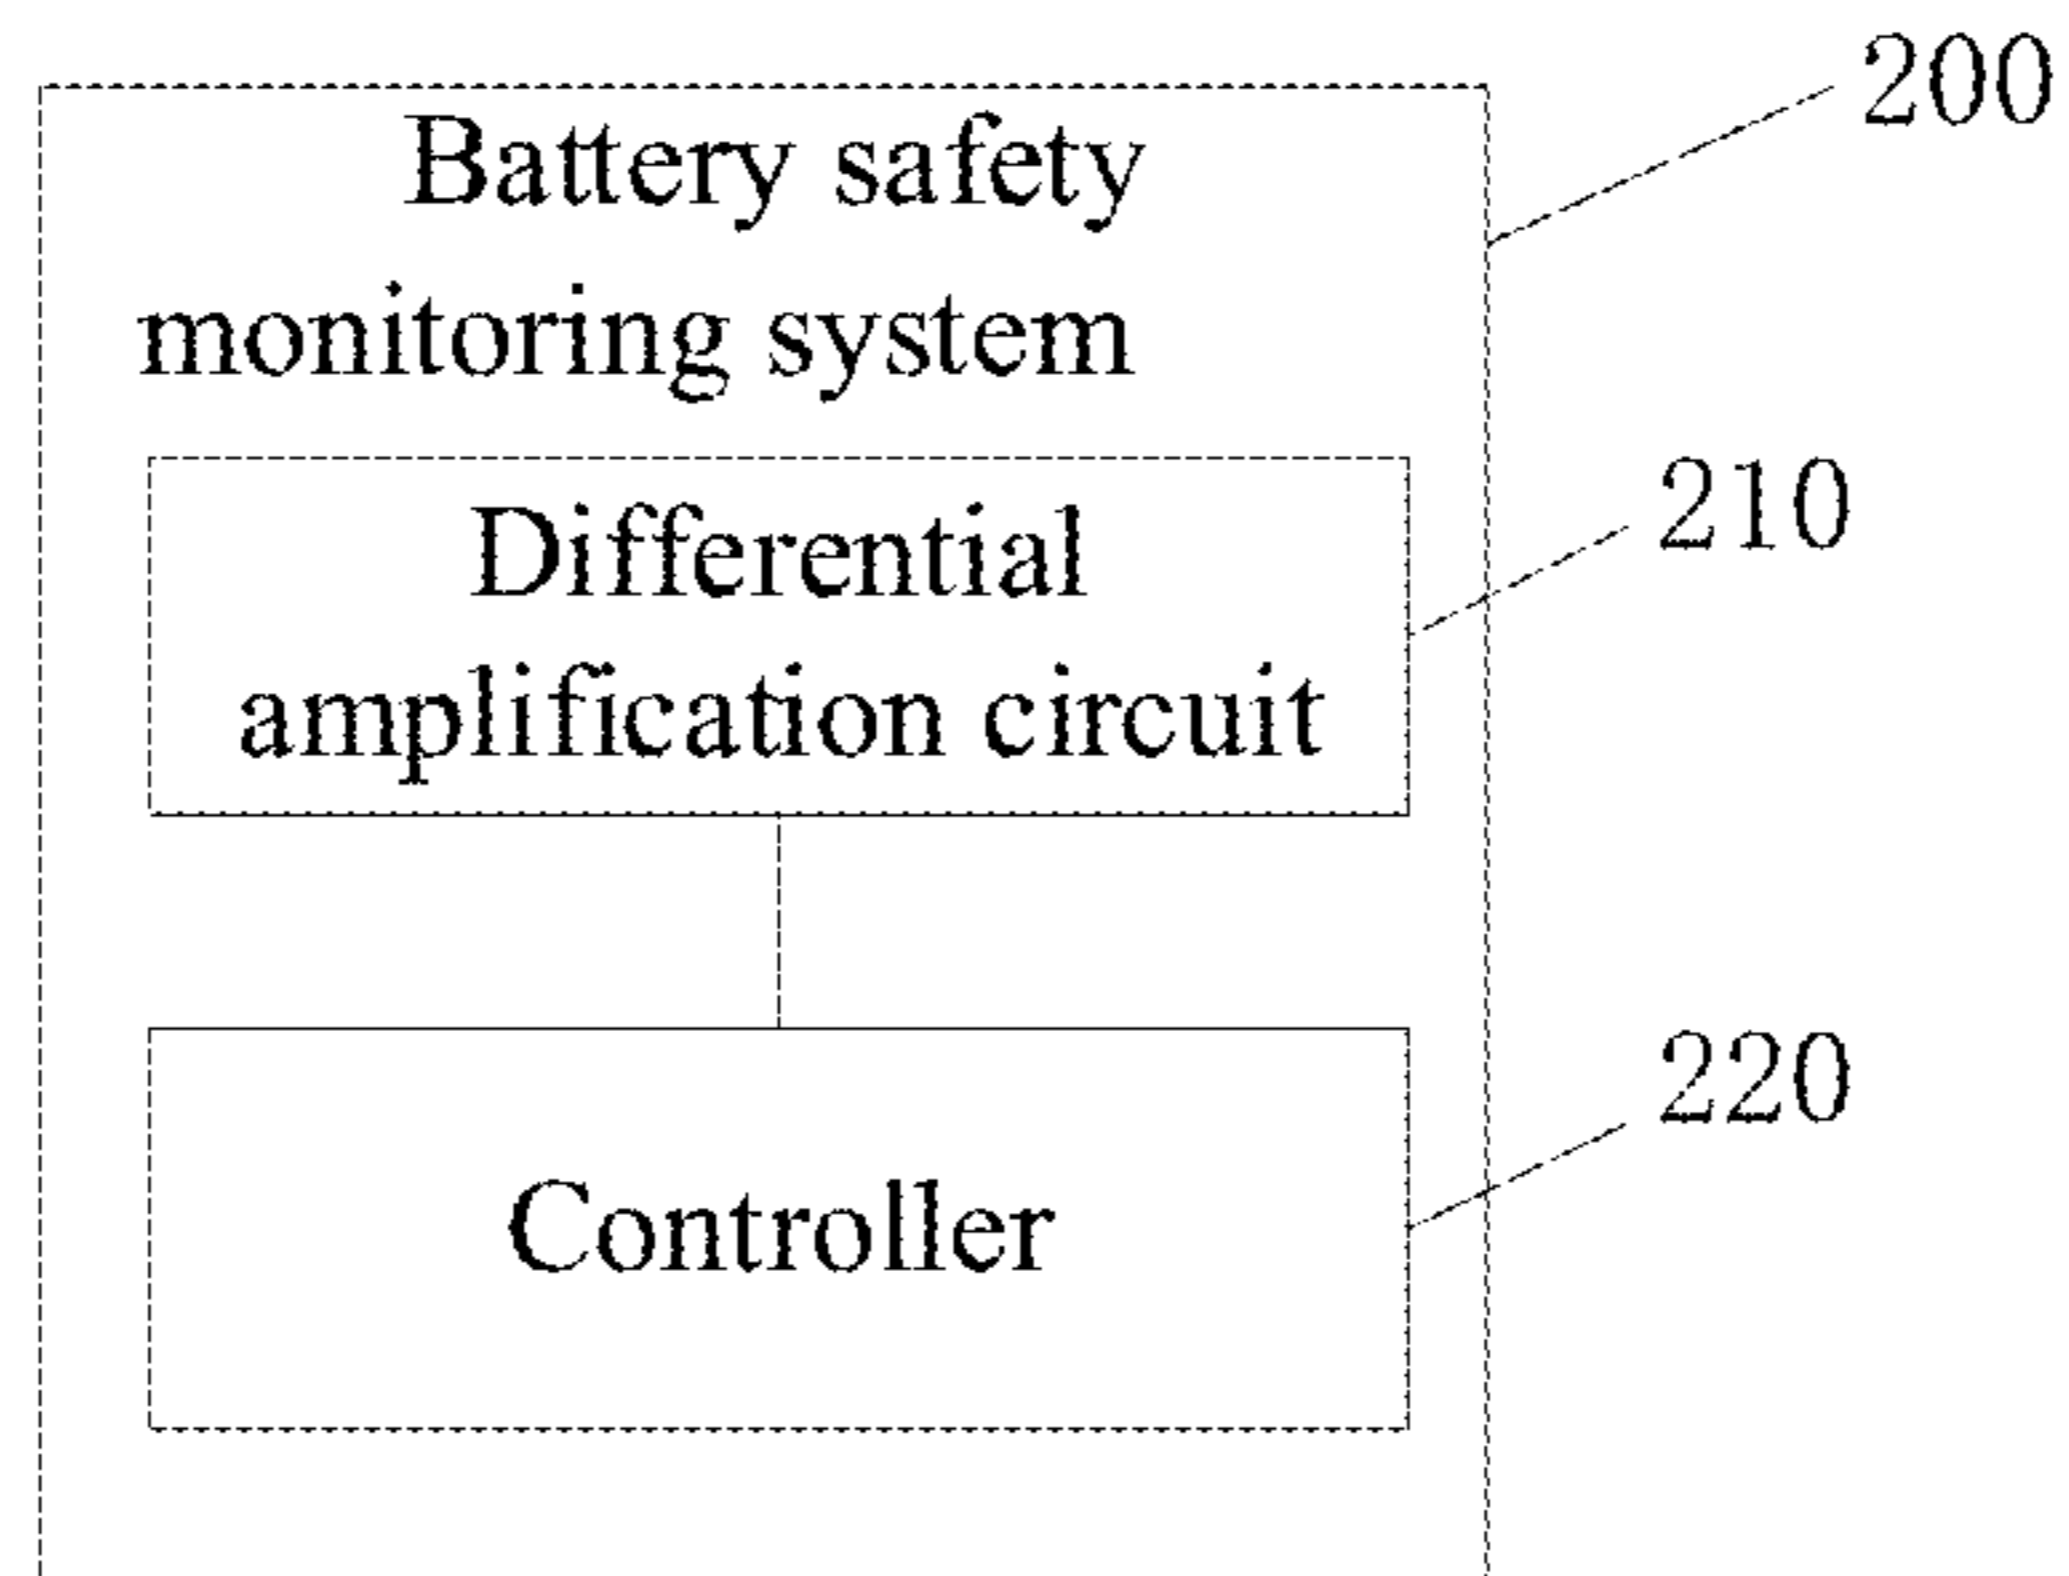 200
Battery safety
monitoring system
210
Differential
amplification circuit
220
Controller